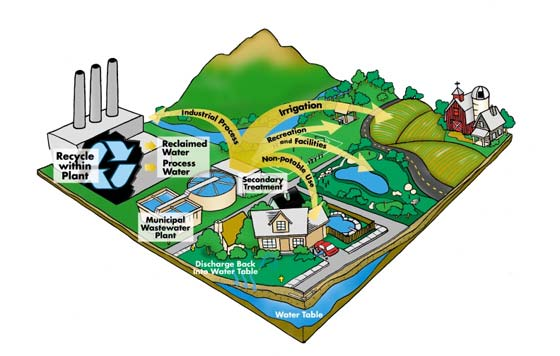 Industrial Process
Irrigation
Recreation
and Facilities
Non-potable Use
Recycle
within
Plant
Reclaimed
Water
Process
Water
Secondary
Treatment
Municipal
Wastewater
Plant
Discharge Back
Into Water Table
Water Table